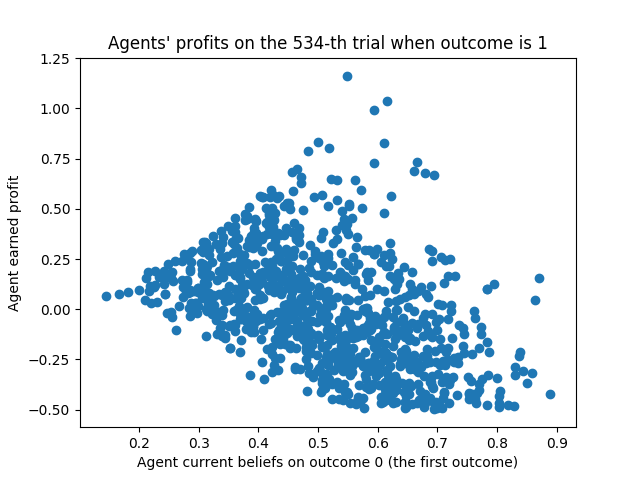 Agents' profits on the 534-th trial when outcome is 1
1.25
1.00
0.75
0.50
0.25
0.00
−0.25
−0.50
Agent earned profit
0.2 0.3 0.4 0.5 0.6 0.7 0.8 0.9
Agent current beliefs on outcome 0 (the first outcome)